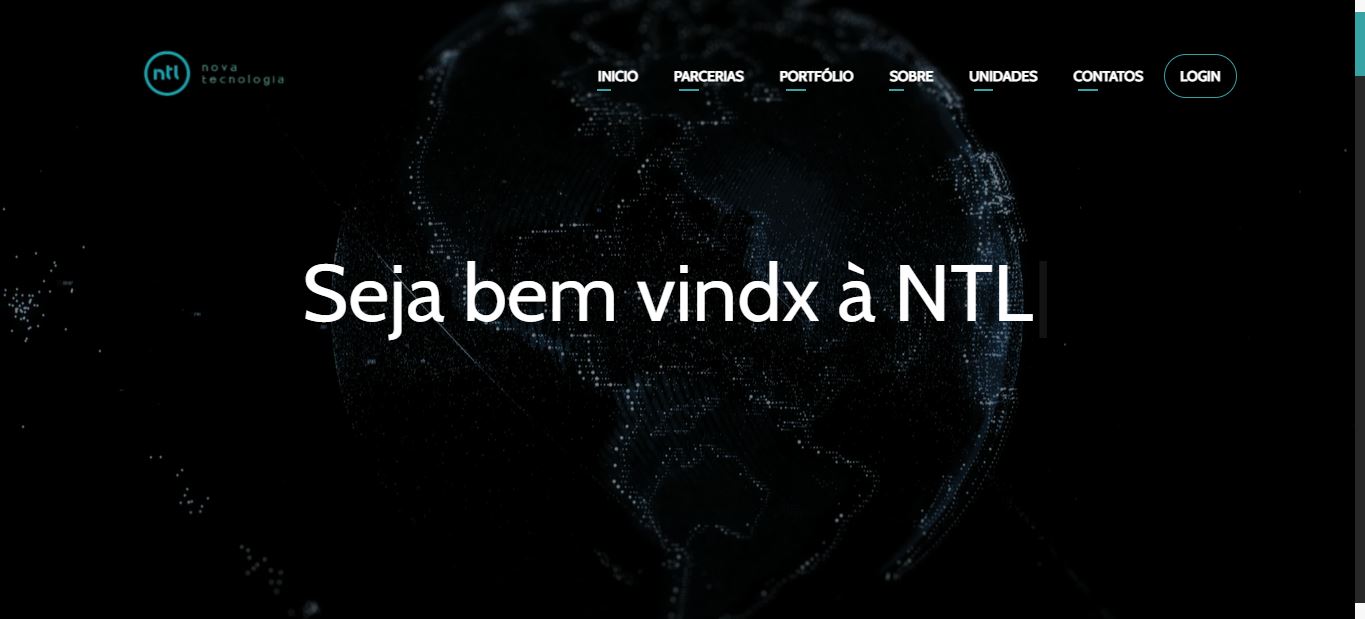 ntl
nova
tecnologia
INICIO PARCERIAS PORTFÓLIO SOBRE UNIDADES CONTATOS LOGIN
Seja bem vindx à NTL